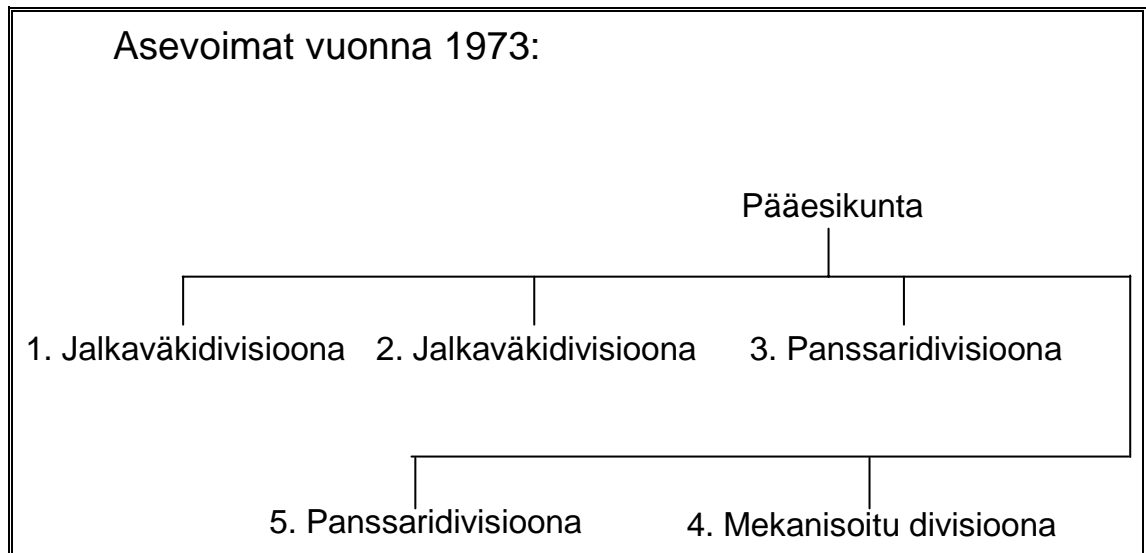 Asevoimat vuonna 1973:
Pääesikunta
1. Jalkaväkidivisioona 2. Jalkaväkidivisioona 3. Panssaridivisioona
5. Panssaridivisioona 4. Mekanisoitu divisioona